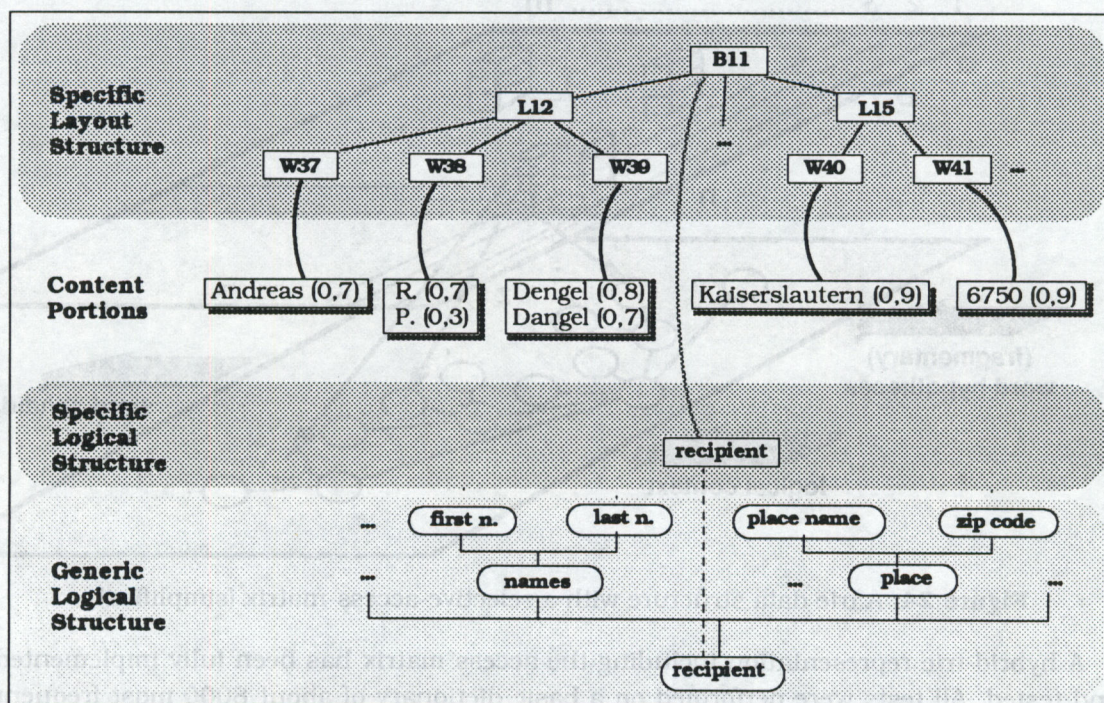 B11
Specific
Layout
Structure
L12
L15
...
W37
W38
W39
W40
W41
...
Content
Portions
Andreas (0,7)
R. (0,7)
P. (0,3)
Dengel (0,8)
Dangel (0,7)
Kaiserslautern (0,9)
6750 (0,9)
(fragmentary)
Specific
Logical
Structure
recipient
...
first n.
last n.
place name
zip code
Generic
Logical
Structure
...
names
...
place
...
recipient